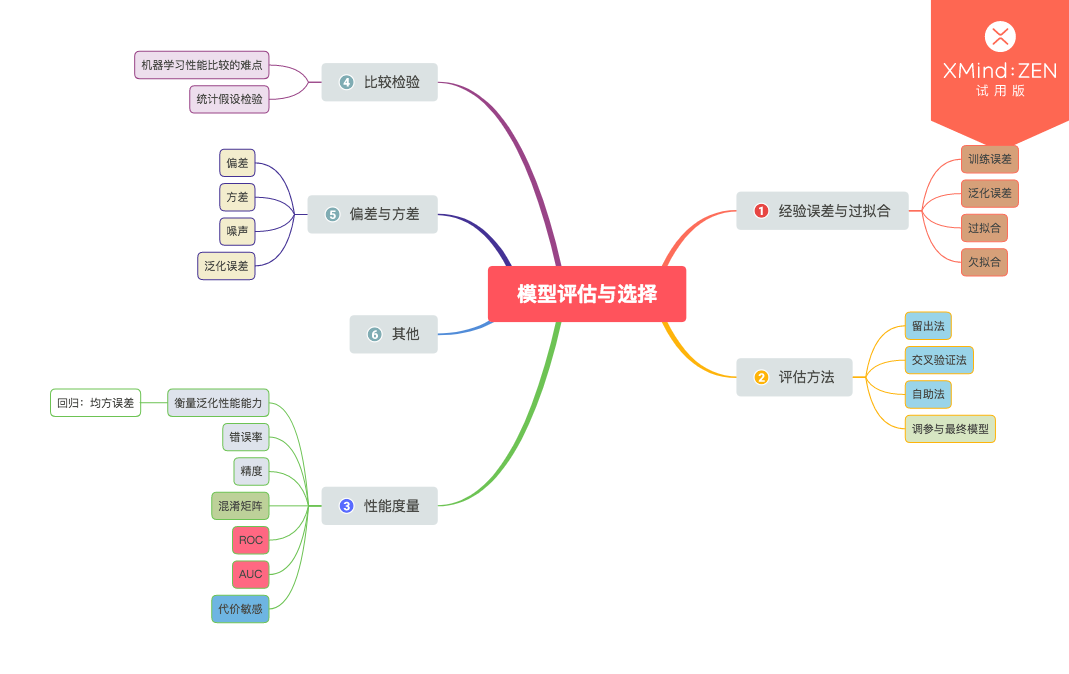 模型评估与选择
1 经验误差与过拟合
训练误差
泛化误差
过拟合
欠拟合
2 评估方法
留出法
交叉验证法
自助法
调参与最终模型
3 性能度量
衡量泛化性能能力
回归：均方误差
错误率
精度
混淆矩阵
ROC
AUC
代价敏感
4 比较检验
机器学习性能比较的难点
统计假设检验
5 偏差与方差
偏差
方差
噪声
泛化误差
6 其他
XMind:ZEN
试用版